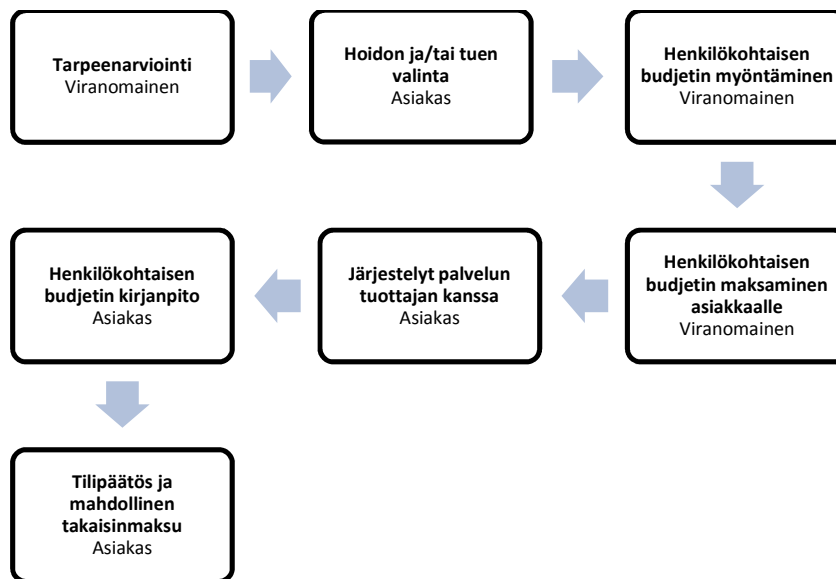 Tarpeenarviointi
Viranomainen
Hoidon ja/tai tuen
valinta
Asiakas
Henkilökohtaisen
budjetin myöntäminen
Viranomainen
Henkilökohtaisen
budjetin maksaminen
asiakkaalle
Viranomainen
Järjestelyt palvelun
tuottajan kanssa
Asiakas
Henkilökohtaisen
budjetin kirjanpito
Asiakas
Tilipäätös ja
mahdollinen
takaisinmaksu
Asiakas